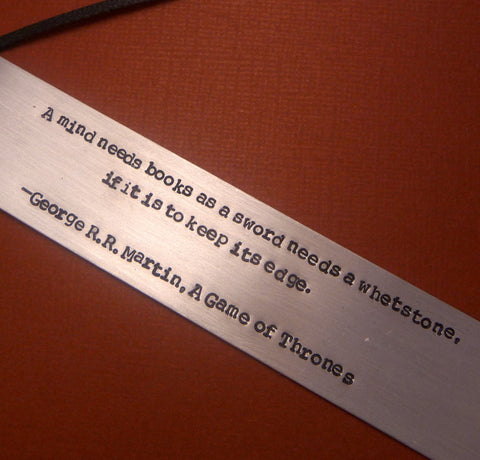 A mind needs books as a sword needs a whetstone,
if it is to keep its edge.
—George R.R. Martin, A Game of Thrones